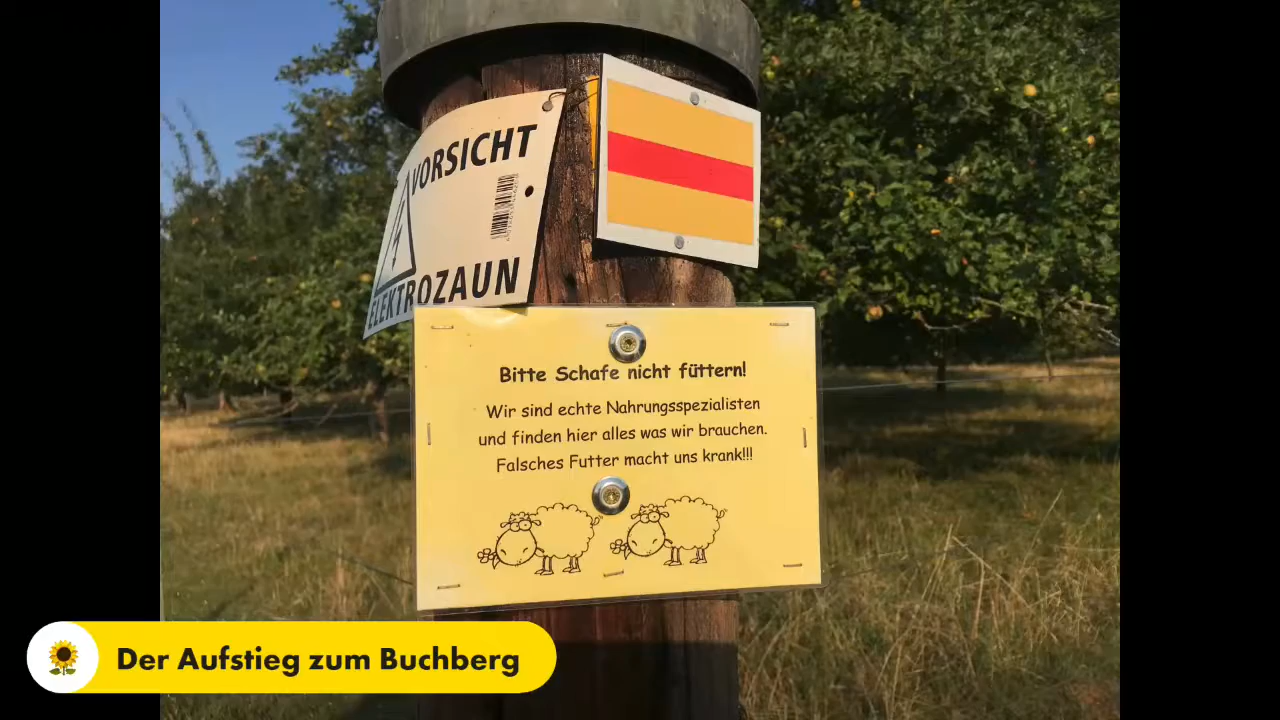 VORSICHT
ELEKTROZAUN
Bitte Schafe nicht füttern!
Wir sind echte Nahrungsspezialisten
und finden hier alles was wir brauchen.
Falsches Futter macht uns krank!!!
Der Aufstieg zum Buchberg